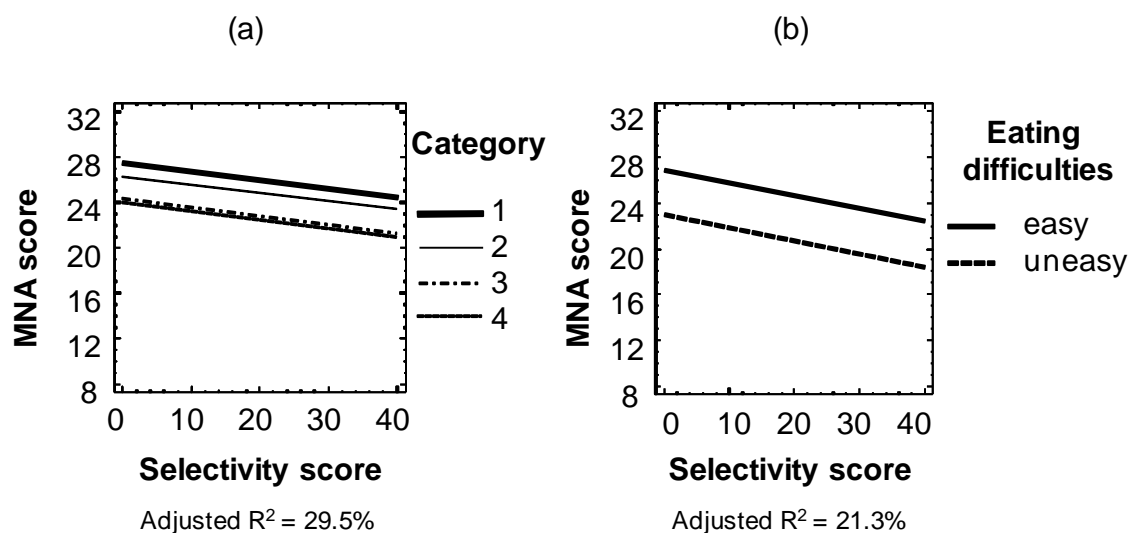 (a)
MNA score
32
28
24
20
16
12
8
0 10 20 30 40
Selectivity score
Adjusted R² = 29.5%
Category
1
2
3
4
(b)
MNA score
32
28
24
20
16
12
8
0 10 20 30 40
Selectivity score
Adjusted R² = 21.3%
Eating
difficulties
easy
uneasy